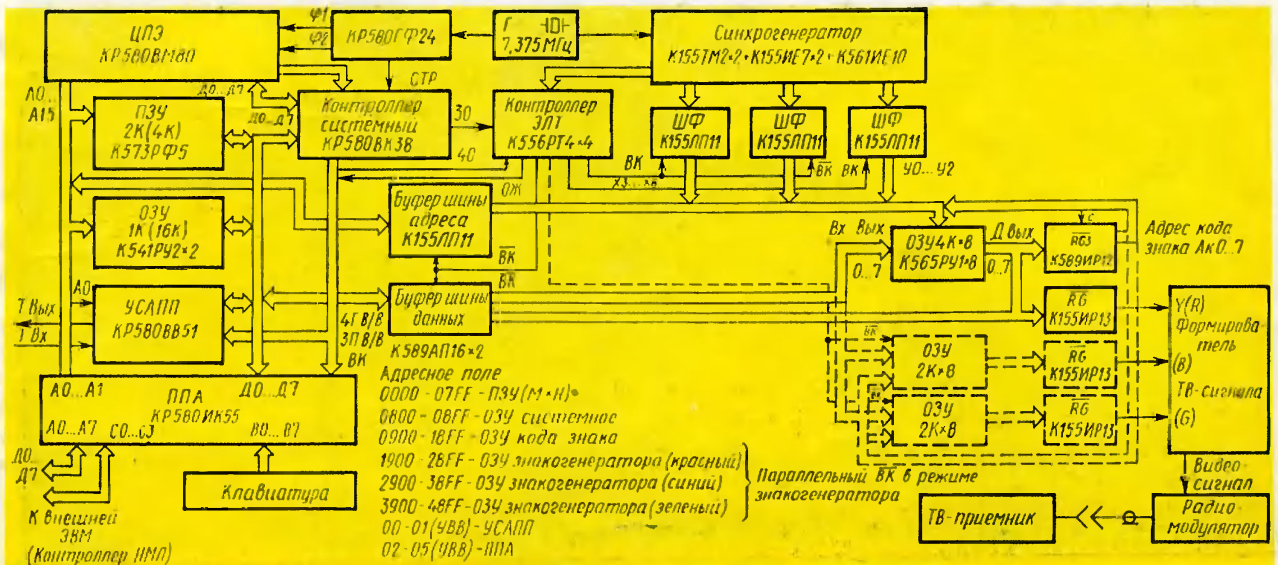 ЦПЭ
КР580ВМ80
Ф1
Ф2
КР580ГФ24
Г
7,375 МГц
Синхрогенератор
К155ТМ2×2+К155ИЕ7×2+К561ИЕ10
А0...
А15
ПЗУ
2К(4К)
К573РФ5
Д0...Д7
Д0...Д7
СТР
Контроллер
системный
КР580ВК38
ЗО
40
ОЖ
Контроллер
ЭЛТ
К556РТ4×4
ШФ
К155ЛП11
ШФ
К155ЛП11
ШФ
К155ЛП11
ВК
ВК
ВК
У0...У2
ОЗУ
1К(16К)
К541РУ2×2
Буфер шины
адреса
К155ЛП11
ВК
ВК
Вх
Вых
0...7
ОЗУ4К×8
К565РУ1×8
Д вых
0...7
С
RG3
К589ИР12
Адрес кода
знака Ак0...7
Т Вых
Т Вх
А0
УСАПП
КР580ВВ51
4Г В/В
3П В/В
ВК
Буфер шины
данных
К589АП16×2
RG
К155ИР13
ВК
ОЗУ
2К×8
RG
К155ИР13
ОЗУ
2К×8
RG
К155ИР13
Y(R)
Формирова-
тель
(B)
ТВ-сигнала
(G)
А0...А1
Д0...Д7
ППА
КР580ИК55
А0...А7
С0...С3
В0...В7
Д0...
Д7
Клавиатура
К внешней
ЭВМ
(Контроллер НМЛ)
Адресное поле
0000-07FF-ПЗУ(М×Н)
0800-08FF-ОЗУ системное
0900-18FF-ОЗУ кода знака
1900-28FF-ОЗУ знакогенератора (красный)
2900-38FF-ОЗУ знакогенератора (синий)
3900-48FF-ОЗУ знакогенератора (зеленый)
00-01(УВВ)-УСАПП
02-05(УВВ)-ППА
Параллельный ВК в режиме
знакогенератора
Видео-
сигнал
ТВ-приемник
Радио-
модулятор